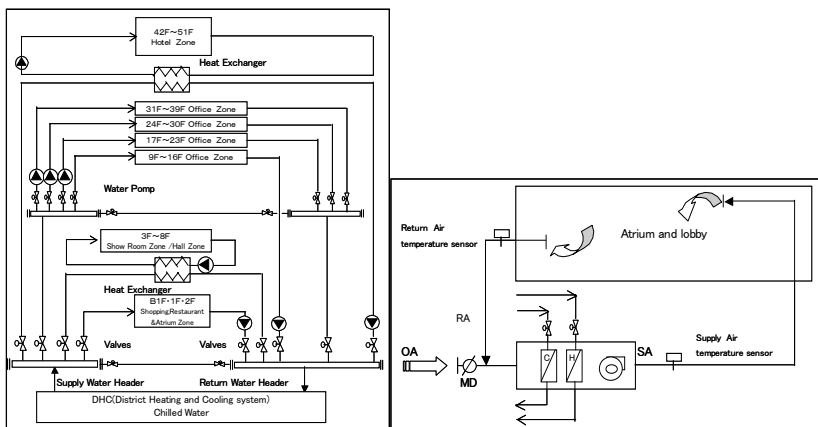 42F～51F
Hotel Zone
Heat Exchanger
31F～39F Office Zone
24F～30F Office Zone
17F～23F Office Zone
9F～16F Office Zone
Water Pomp
3F～8F
Show Room Zone /Hall Zone
Heat Exchanger
B1F・1F・2F
Shopping,Restaurant
&Atrium Zone
Valves
Valves
Supply Water Header
Return Water Header
DHC(District Heating and Cooling system)
Chilled Water
Return Air
temperature sensor
Atrium and lobby
RA
OA
MD
C
H
SA
Supply Air
temperature sensor